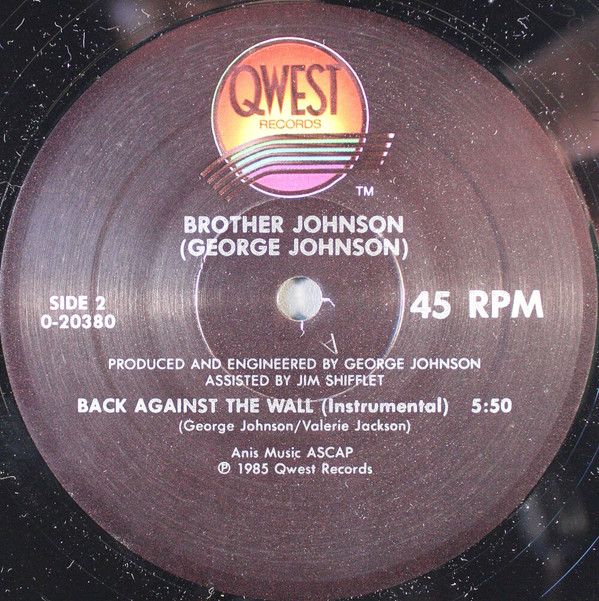 QWEST
RECORDS
TM
BROTHER JOHNSON
(GEORGE JOHNSON)
SIDE 2
0-20380
45 RPM
A
PRODUCED AND ENGINEERED BY GEORGE JOHNSON
ASSISTED BY JIM SHIFFLET
BACK AGAINST THE WALL (Instrumental) 5:50
(George Johnson/Valerie Jackson)
Anis Music ASCAP
℗ 1985 Qwest Records